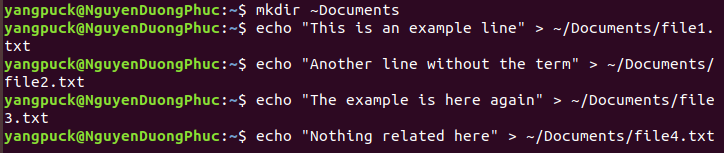 yangpuck@NguyenDuongPhuc:~$ mkdir ~Documents
yangpuck@NguyenDuongPhuc:~$ echo "This is an example line" > ~/Documents/file1.
txt
yangpuck@NguyenDuongPhuc:~$ echo "Another line without the term" > ~/Documents/
file2.txt
yangpuck@NguyenDuongPhuc:~$ echo "The example is here again" > ~/Documents/file
3.txt
yangpuck@NguyenDuongPhuc:~$ echo "Nothing related here" > ~/Documents/file4.txt